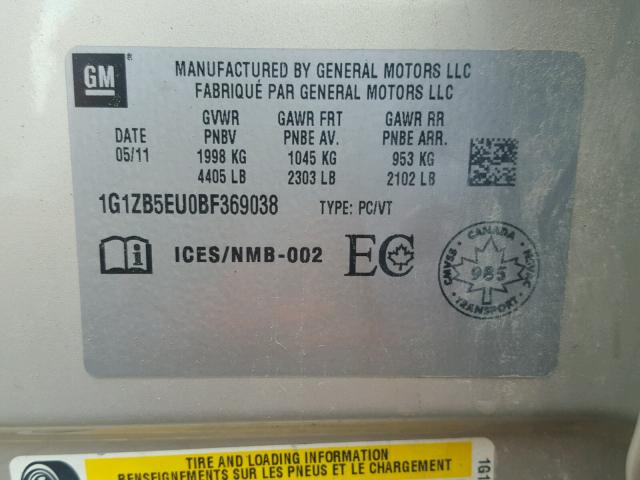 GM®
MANUFACTURED BY GENERAL MOTORS LLC
FABRIQUÉ PAR GENERAL MOTORS LLC
GVWR GAWR FRT GAWR RR
DATE PNBV PNBE AV. PNBE ARR.
05/11 1998 KG 1045 KG 953 KG
4405 LB 2303 LB 2102 LB
1G1ZB5EU0BF369038 TYPE: PC/VT
i ICES/NMB-002 EC
CANADA
CMVSS 985 NSVAC
TRANSPORT
TIRE AND LOADING INFORMATION
RENSEIGNEMENTS SUR LES PNEUS ET LE CHARGEMENT
1G1